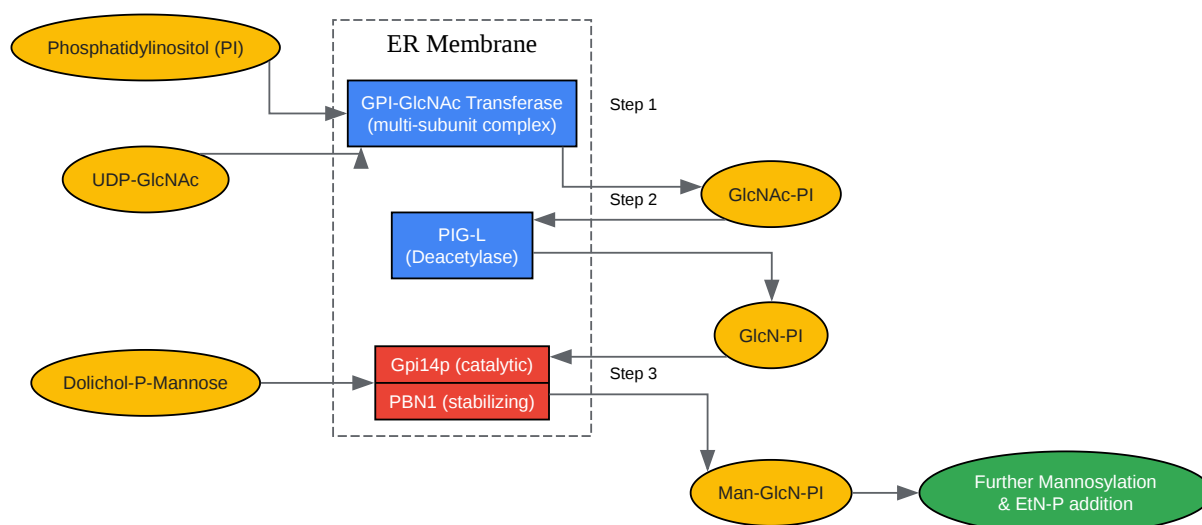 Phosphatidylinositol (PI)
ER Membrane
GPI-GlcNAc Transferase
(multi-subunit complex)
Step 1
UDP-GlcNAc
GlcNAc-PI
Step 2
PIG-L
(Deacetylase)
GlcN-PI
Gpi14p (catalytic)
Step 3
Dolichol-P-Mannose
PBN1 (stabilizing)
Man-GlcN-PI
Further Mannosylation
& EtN-P addition